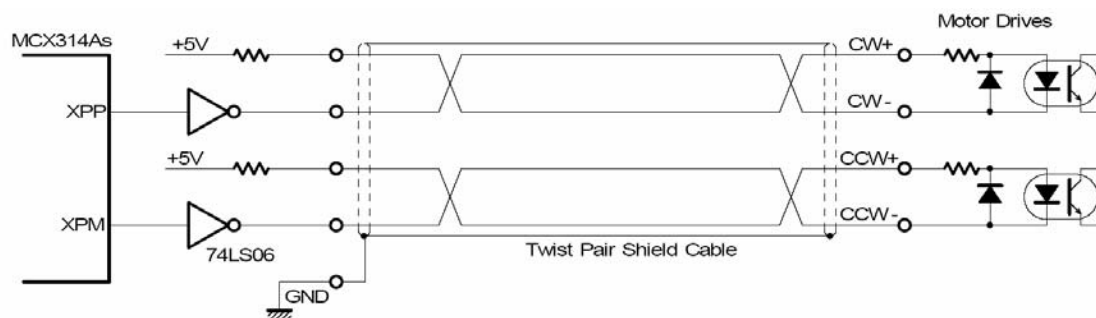 Motor Drives
MCX314As
+5V
CW+
XPP
CW-
+5V
CCW+
XPM
CCW-
74LS06
Twist Pair Shield Cable
GND